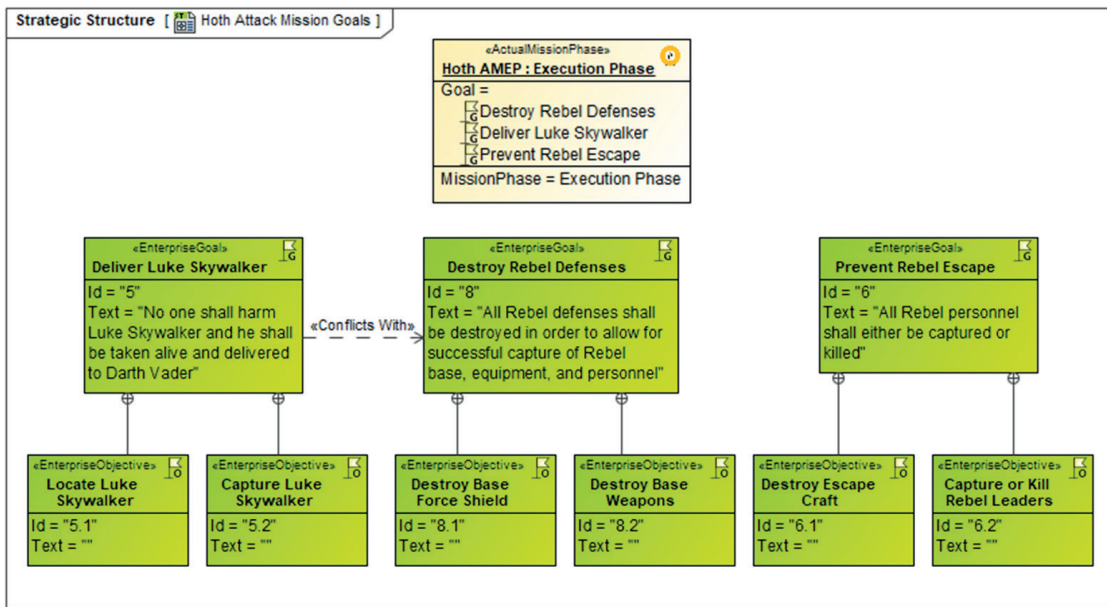 Strategic Structure [ Hoth Attack Mission Goals ]
«ActualMissionPhase»
Hoth AMEP : Execution Phase
Goal =
Destroy Rebel Defenses
Deliver Luke Skywalker
Prevent Rebel Escape
MissionPhase = Execution Phase
«EnterpriseGoal»
Deliver Luke Skywalker
Id = "5"
Text = "No one shall harm
Luke Skywalker and he shall
be taken alive and delivered
to Darth Vader"
«Conflicts With»
«EnterpriseGoal»
Destroy Rebel Defenses
Id = "8"
Text = "All Rebel defenses shall
be destroyed in order to allow for
successful capture of Rebel
base, equipment, and personnel"
«EnterpriseGoal»
Prevent Rebel Escape
Id = "6"
Text = "All Rebel personnel
shall either be captured or
killed"
«EnterpriseObjective»
Locate Luke
Skywalker
Id = "5.1"
Text = ""
«EnterpriseObjective»
Capture Luke
Skywalker
Id = "5.2"
Text = ""
«EnterpriseObjective»
Destroy Base
Force Shield
Id = "8.1"
Text = ""
«EnterpriseObjective»
Destroy Base
Weapons
Id = "8.2"
Text = ""
«EnterpriseObjective»
Destroy Escape
Craft
Id = "6.1"
Text = ""
«EnterpriseObjective»
Capture or Kill
Rebel Leaders
Id = "6.2"
Text = ""